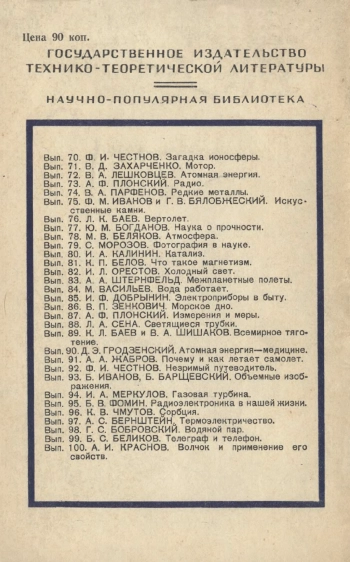 Цена 90 коп.
ГОСУДАРСТВЕННОЕ ИЗДАТЕЛЬСТВО
ТЕХНИКО-ТЕОРЕТИЧЕСКОЙ ЛИТЕРАТУРЫ
НАУЧНО-ПОПУЛЯРНАЯ БИБЛИОТЕКА
Вып. 70. Ф. И. ЧЕСТНОВ. Загадка ионосферы.
Вып. 71. В. Д. ЗАХАРЧЕНКО. Мотор.
Вып. 72. В. А. ЛЕШКОВЦЕВ. Атомная энергия.
Вып. 73. А. Ф. ПЛОНСКИЙ. Радио.
Вып. 74. В. А. ПАРФЕНОВ. Редкие металлы.
Вып. 75. Ф. М. ИВАНОВ и Г. В. БЯЛОБЖЕСКИЙ. Искус-
ственные камни.
Вып. 76. Л. К. БАЕВ. Вертолет.
Вып. 77. Ю. М. БОГДАНОВ. Наука о прочности.
Вып. 78. М. В. БЕЛЯКОВ. Атмосфера.
Вып. 79. С. МОРОЗОВ. Фотография в науке.
Вып. 80. И. А. КАЛИНИН. Катализ.
Вып. 81. К. П. БЕЛОВ. Что такое магнетизм.
Вып. 82. И. Л. ОРЕСТОВ. Холодный свет.
Вып. 83. А. А. ШТЕРНФЕЛЬД. Межпланетные полеты.
Вып. 84. М. ВАСИЛЬЕВ. Вода работает.
Вып. 85. И. Ф. ДОБРЫНИН. Электроприборы в быту.
Вып. 86. В. П. ЗЕНКОВИЧ. Морское дно.
Вып. 87. А. Ф. ПЛОНСКИЙ. Измерения и меры.
Вып. 88. Л. А. СЕНА. Светящиеся трубки.
Вып. 89. К. Л. БАЕВ и В. А. ШИШАКОВ. Всемирное тяго-
тение.
Вып. 90. Д. Э. ГРОДЗЕНСКИЙ. Атомная энергия—медицине.
Вып. 91. А. А. ЖАБРОВ. Почему и как летает самолет.
Вып. 92. Ф. И. ЧЕСТНОВ. Незримый путеводитель.
Вып. 93. Б. ИВАНОВ, Б. БАРЩЕВСКИЙ. Объемные изоб-
ражения.
Вып. 94. И. А. МЕРКУЛОВ. Газовая турбина.
Вып. 95. Б. В. ФОМИН. Радиоэлектроника в нашей жизни.
Вып. 96. К. В. ЧМУТОВ. Сорбция.
Вып. 97. А. С. БЕРНШТЕЙН. Термоэлектричество.
Вып. 98. Г. С. БОБРОВСКИЙ. Водяной пар.
Вып. 99. Б. С. БЕЛИКОВ. Телеграф и телефон.
Вып. 100. А. И. КРАСНОВ. Волчок и применение его
свойств.